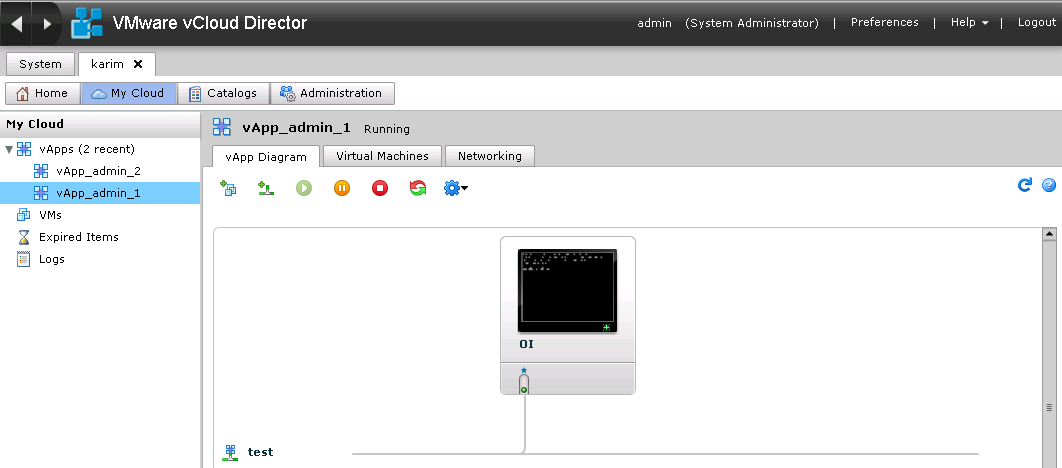 VMware vCloud Director
admin (System Administrator) | Preferences | Help | Logout
System karim
Home My Cloud Catalogs Administration
My Cloud
vApps (2 recent)
vApp_admin_2
vApp_admin_1
VMs
Expired Items
Logs
vApp_admin_1 Running
vApp Diagram Virtual Machines Networking
OI
test